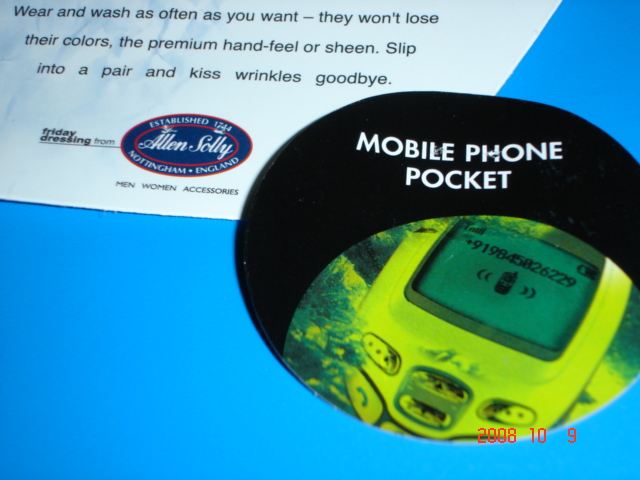 Wear and wash as often as you want – they won't lose
their colors, the premium hand-feel or sheen. Slip
into a pair and kiss wrinkles goodbye.
friday
dressing from
ESTABLISHED 1744
Allen Solly
NOTTINGHAM • ENGLAND
MEN WOMEN ACCESSORIES
MOBILE PHONE
POCKET
+919845026229
2008 10 9